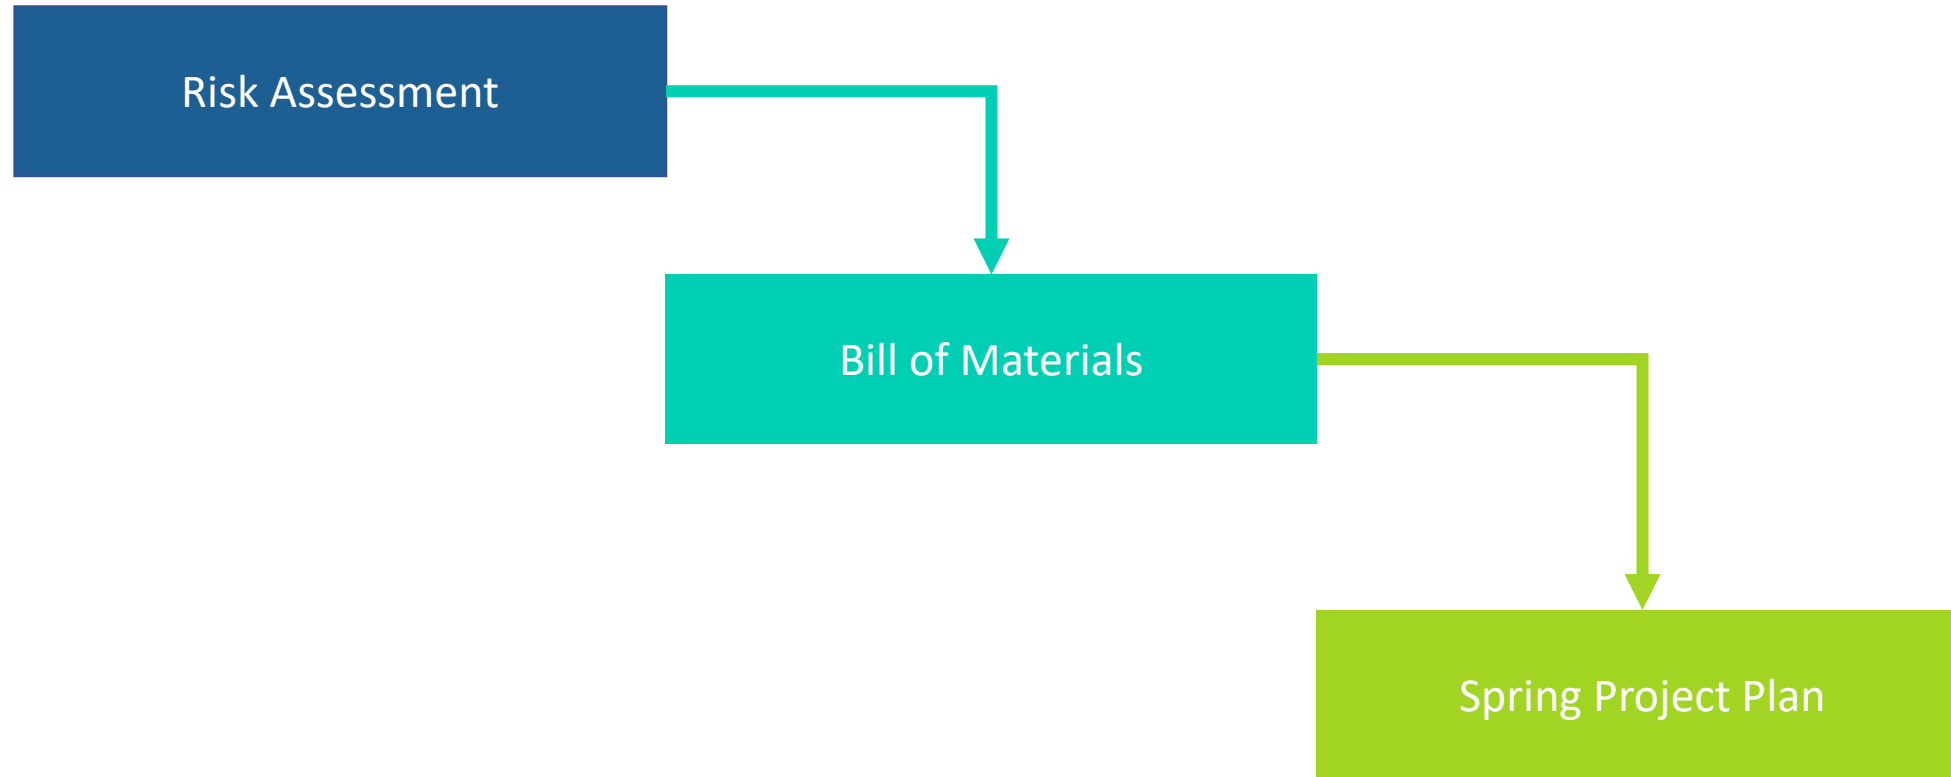 Risk Assessment
Bill of Materials
Spring Project Plan